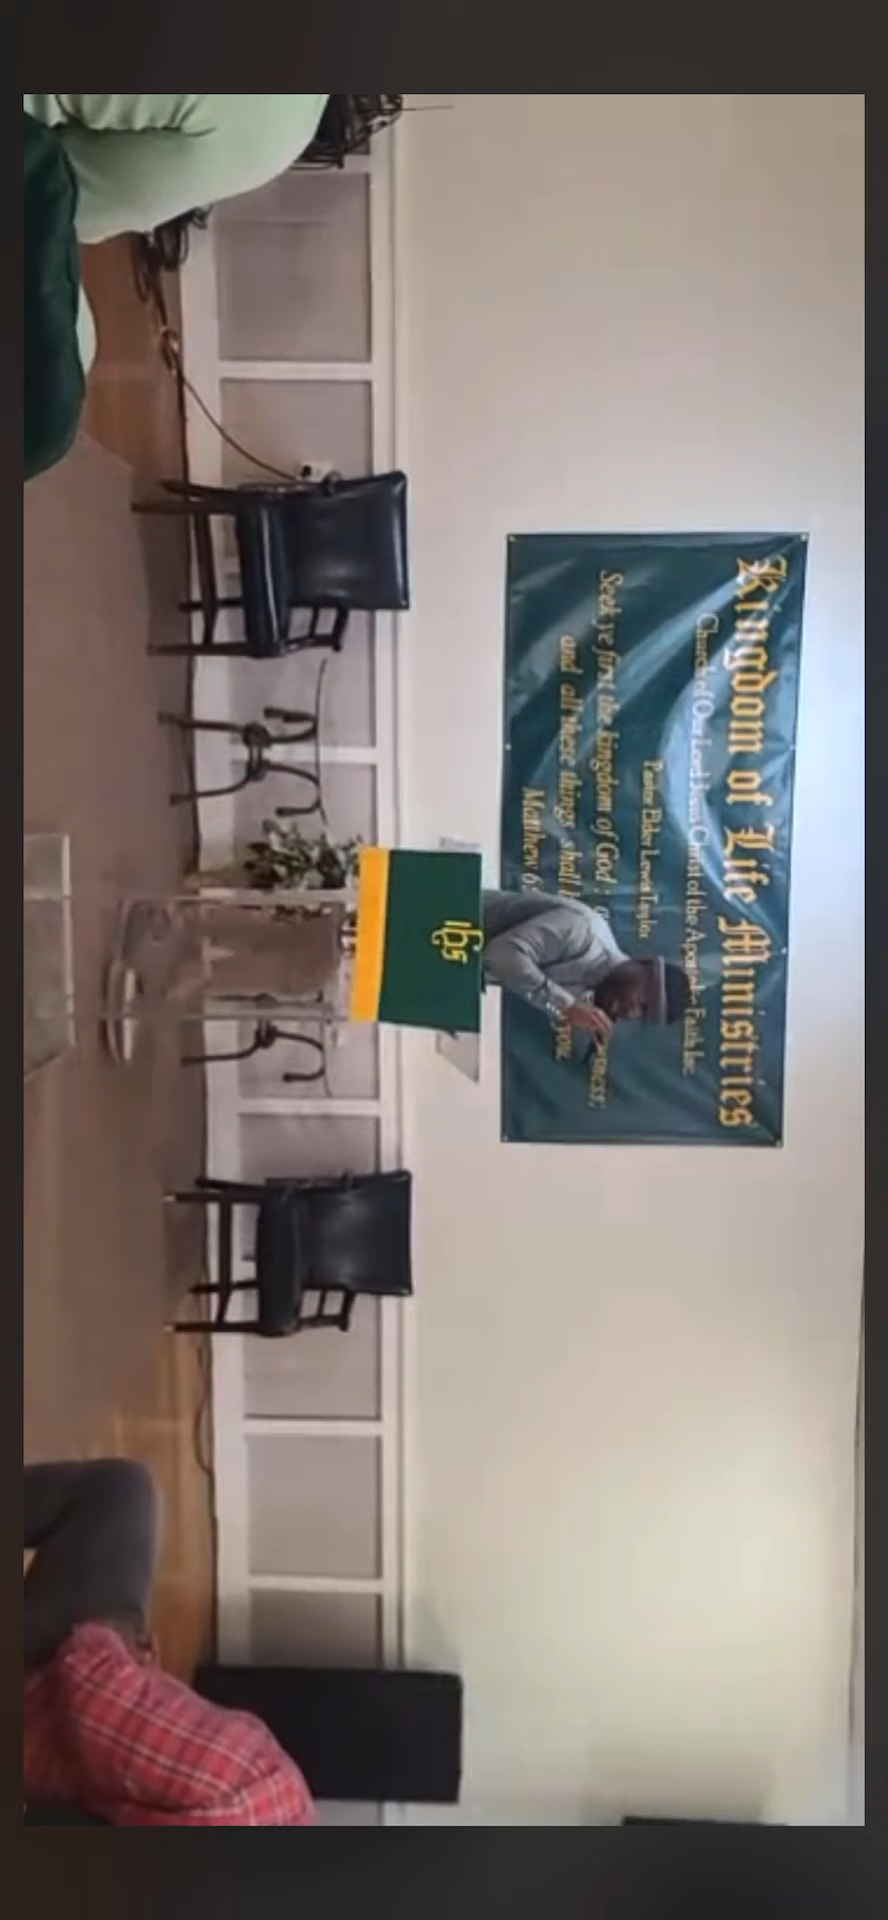 Kingdom of Life Ministries
Church of Our Lord Jesus Christ of the Apostolic Faith Inc.
Pastor Elder Lewis Taylor
Seek ye first the kingdom of God ;
and all these things shall you.
Matthew 6:
ihs